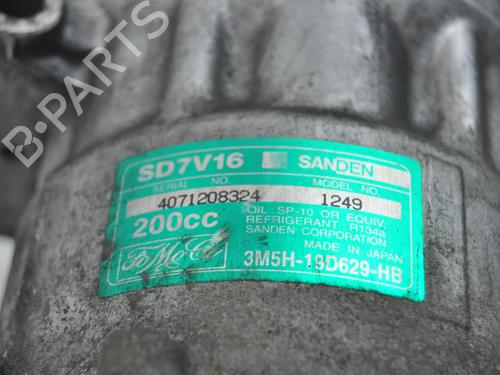 B-PARTS
SD7V16 SANDEN
SERIAL NO. MODEL NO.
4071208324 1249
200CC
OIL: SP-10 OR EQUIV.
REFRIGERANT: R134a
SANDEN CORPORATION
MADE IN JAPAN
FoMoCo
3M5H-19D629-HB